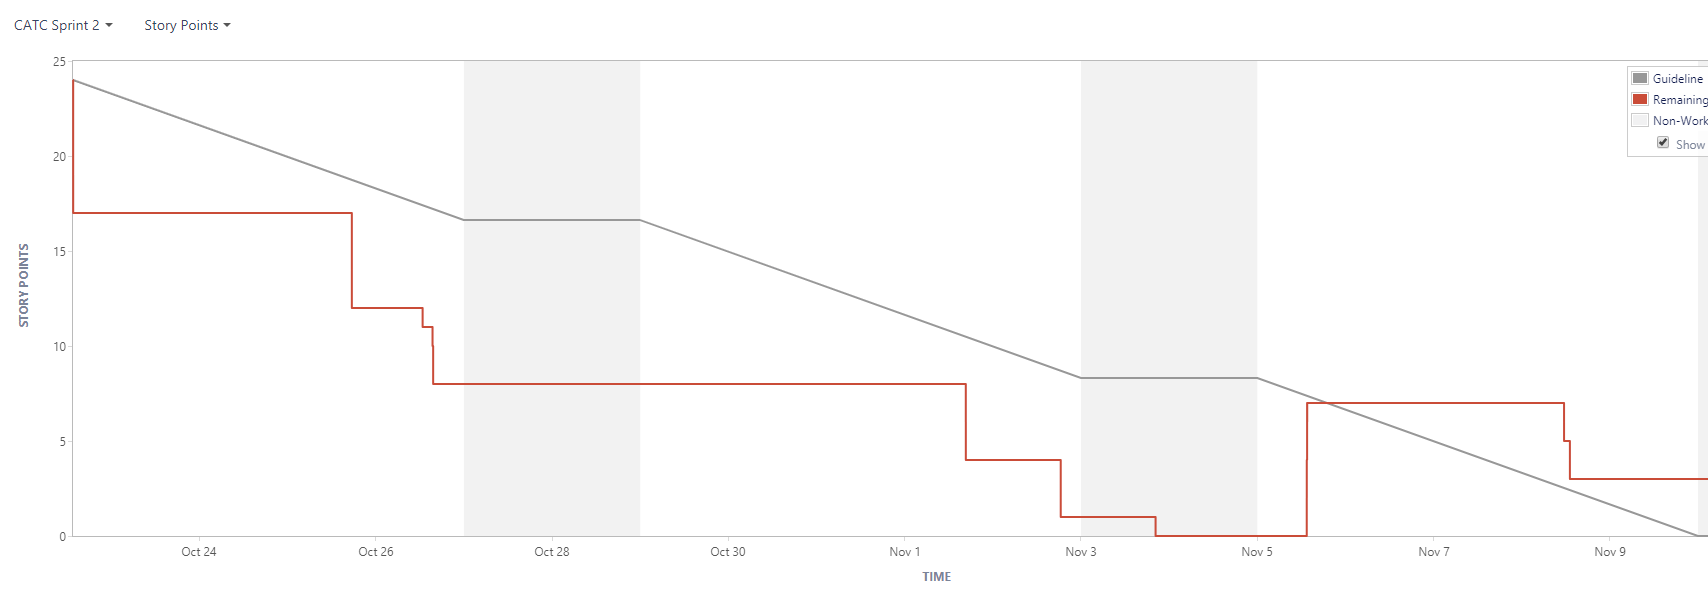 CATC Sprint 2 Story Points
25
20
15
10
5
0
STORY POINTS
Oct 24 Oct 26 Oct 28 Oct 30 Nov 1 Nov 3 Nov 5 Nov 7 Nov 9
TIME
Guideline
Remaining
Non-Work
Show